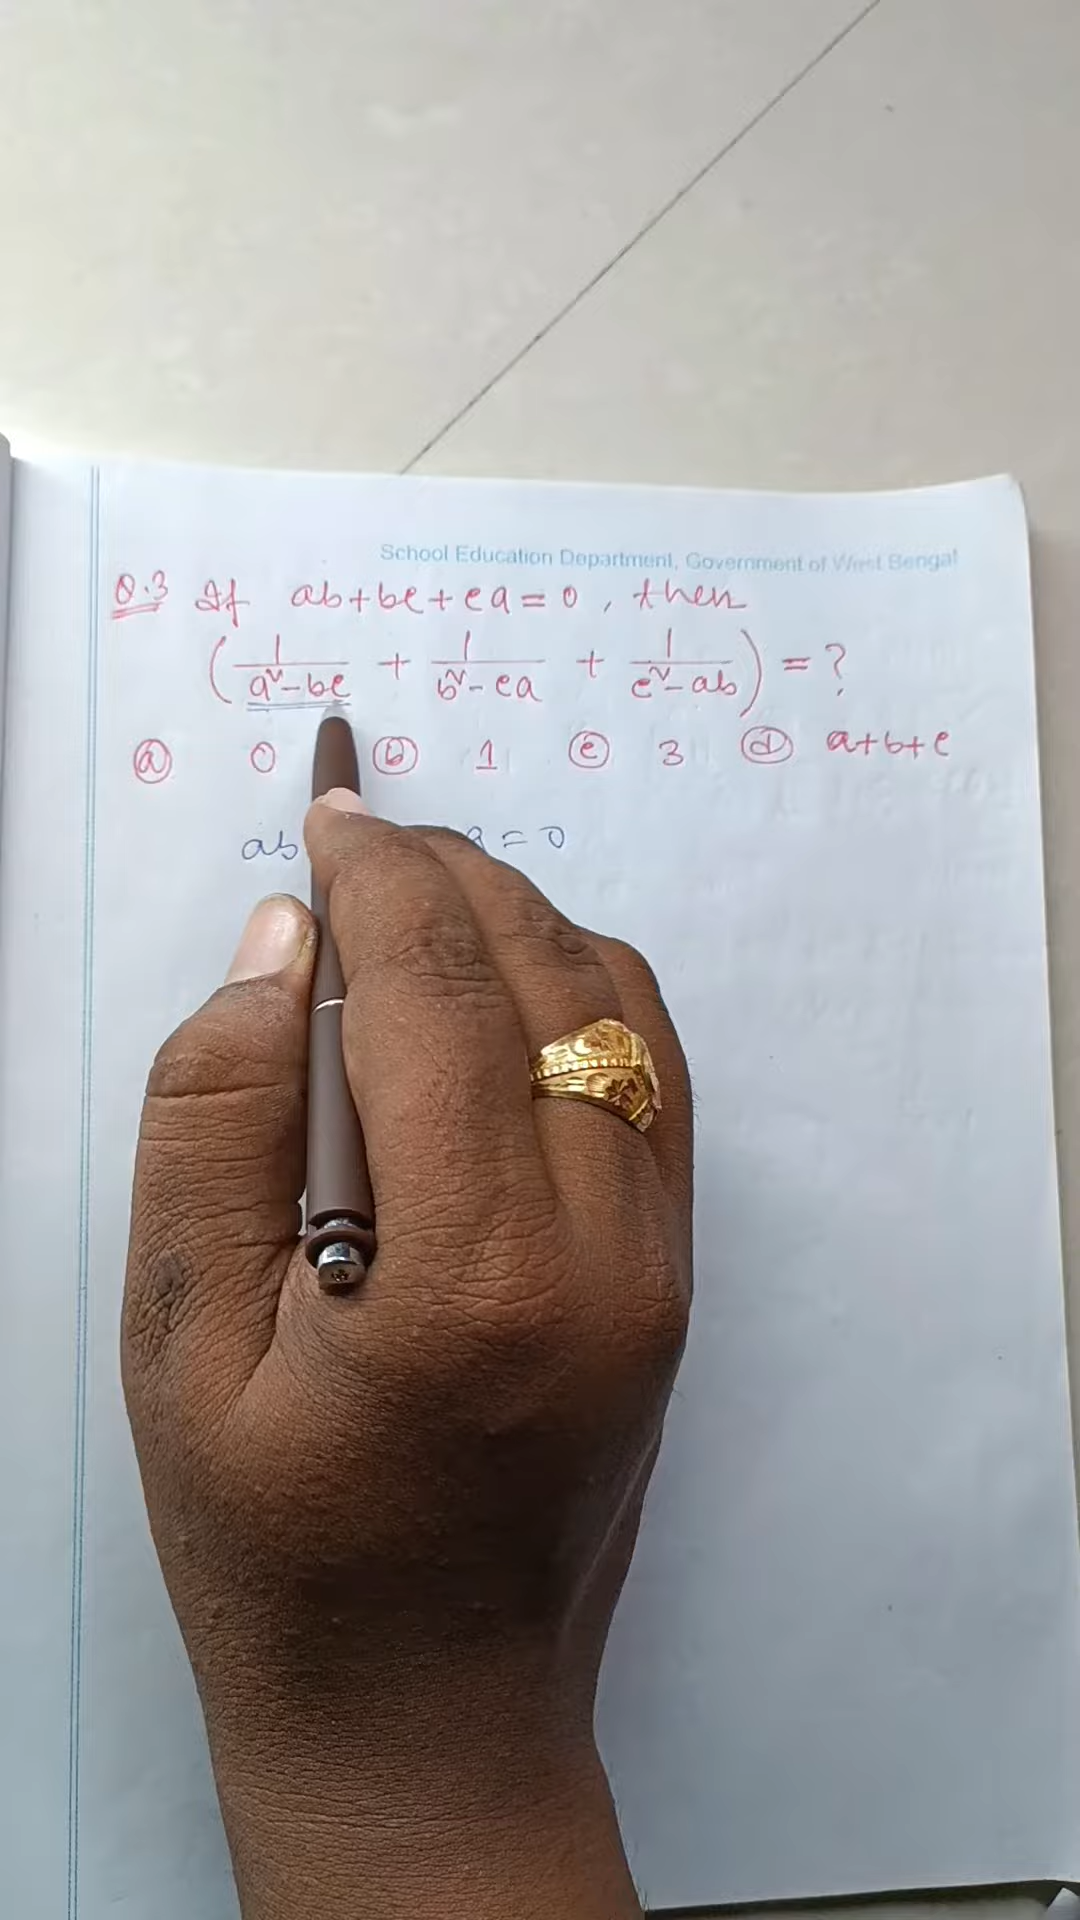 School Education Department, Government of West Bengal
Q.3 If ab+bc+ca=0, then
(1/(a²-bc) + 1/(b²-ca) + 1/(c²-ab)) = ?
ⓐ 0 ⓑ 1 ⓒ 3 ⓓ a+b+c
ab a = 0